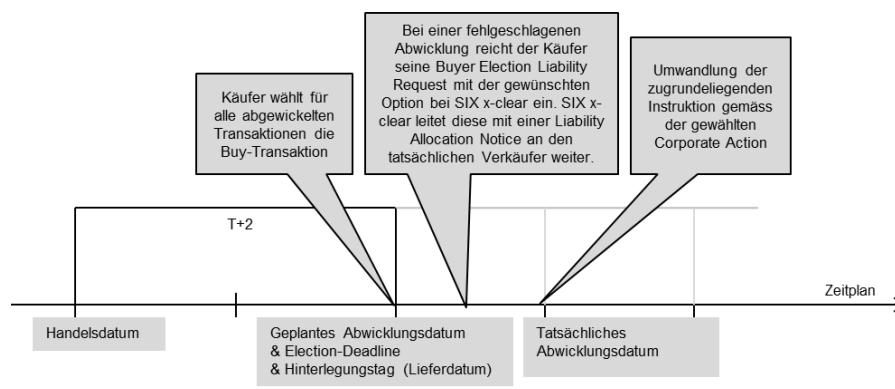 Bei einer fehlgeschlagenen
Abwicklung reicht der Käufer
seine Buyer Election Liability
Request mit der gewünschten
Option bei SIX x-clear ein. SIX x-
clear leitet diese mit einer Liability
Allocation Notice an den
tatsächlichen Verkäufer weiter.
Käufer wählt für
alle abgewickelten
Transaktionen die
Buy-Transaktion
Umwandlung der
zugrundeliegenden
Instruktion gemäss
der gewählten
Corporate Action
T+2
Zeitplan
Handelsdatum
Geplantes Abwicklungsdatum
& Election-Deadline
& Hinterlegungstag (Lieferdatum)
Tatsächliches
Abwicklungsdatum